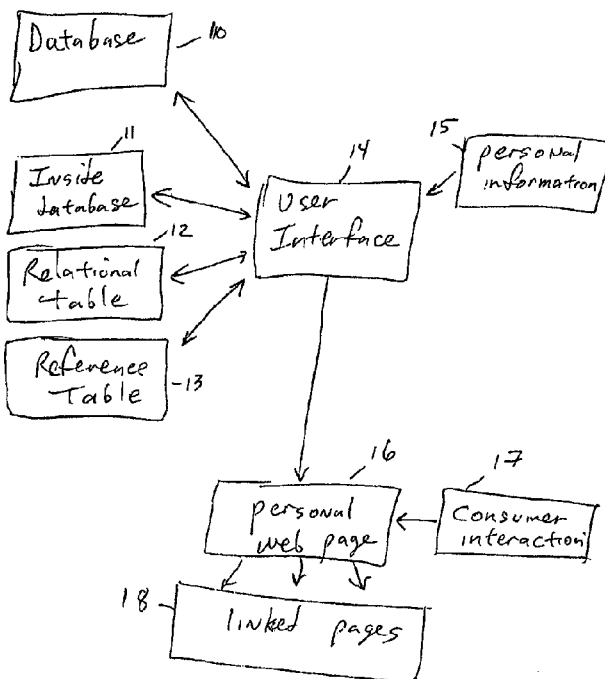 Database
10
11
Inside
database
12
Relational
table
Reference
Table
13
14
User
Interface
15
personal
information
16
personal
web page
17
Consumer
interaction
18
linked pages